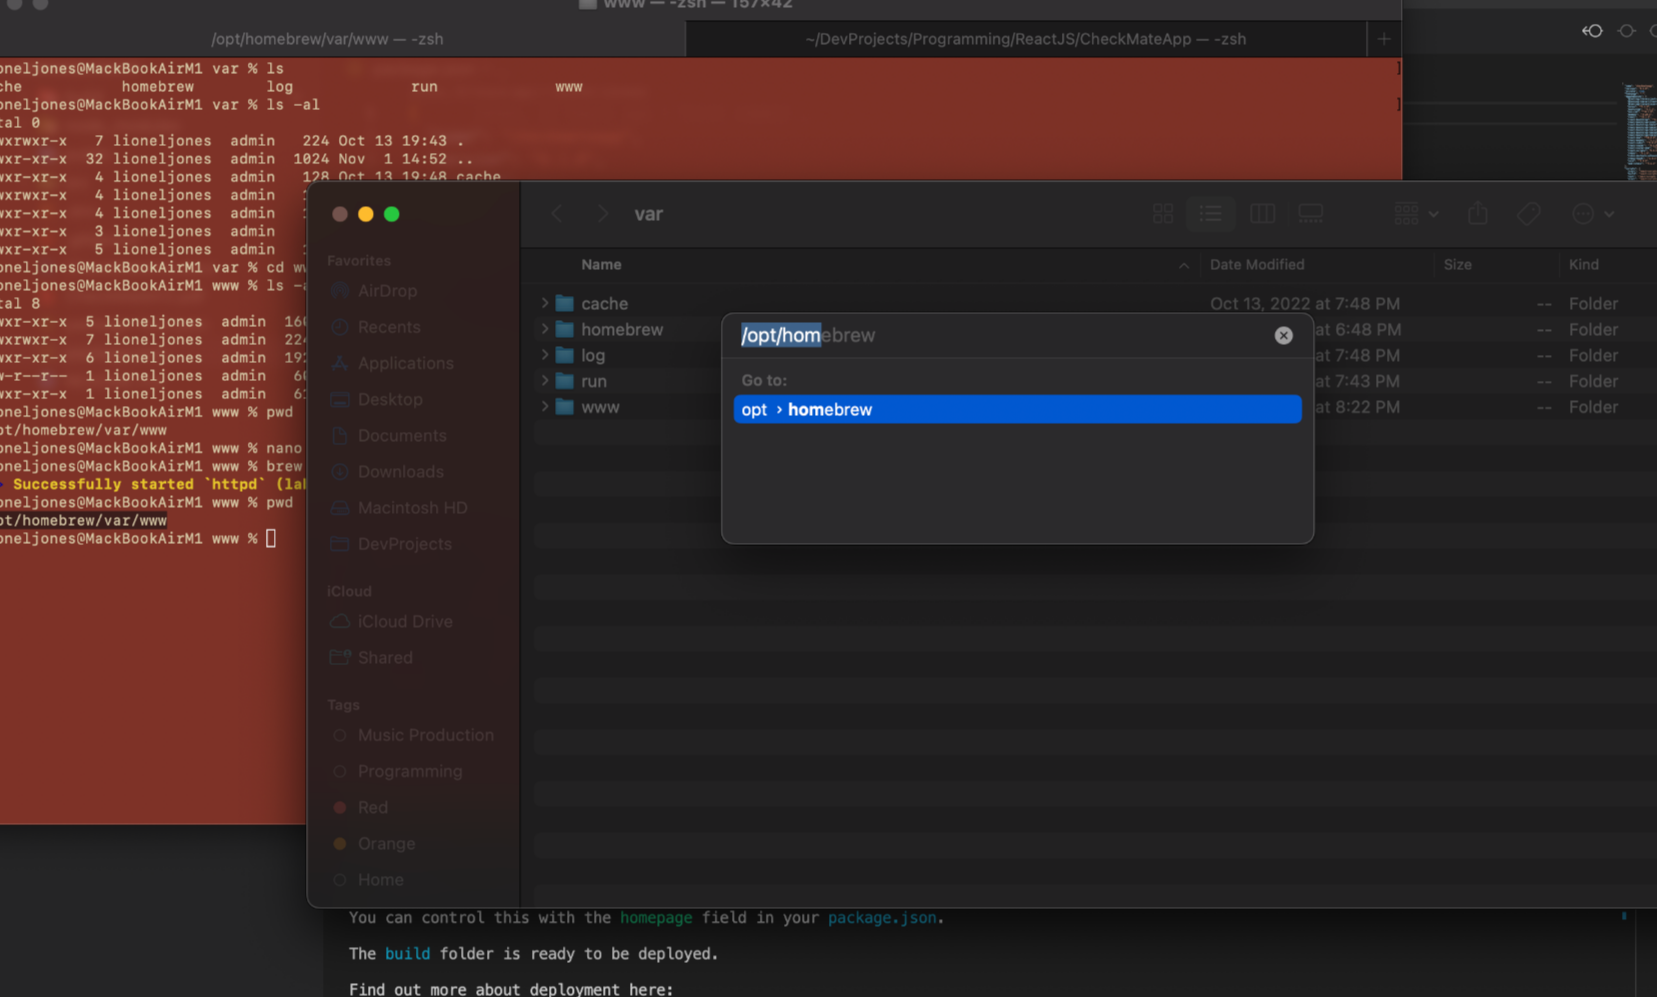 www — -zsh — 157×42
/opt/homebrew/var/www — -zsh
~/DevProjects/Programming/ReactJS/CheckMateApp — -zsh
oneljones@MackBookAirM1 var % ls
che homebrew log run www
oneljones@MackBookAirM1 var % ls -al
tal 0
wxrwxr-x 7 lioneljones admin 224 Oct 13 19:43 .
wxr-xr-x 32 lioneljones admin 1024 Nov 1 14:52 ..
wxr-xr-x 4 lioneljones admin 128 Oct 13 19:48 cache
wxrwxr-x 4 lioneljones admin
wxr-xr-x 4 lioneljones admin
wxr-xr-x 3 lioneljones admin
wxr-xr-x 5 lioneljones admin
oneljones@MackBookAirM1 var % cd w
oneljones@MackBookAirM1 www % ls -a
tal 8
wxr-xr-x 5 lioneljones admin 160
wxrwxr-x 7 lioneljones admin 224
wxr-xr-x 6 lioneljones admin 192
w-r--r-- 1 lioneljones admin 6
wxr-xr-x 1 lioneljones admin 6
oneljones@MackBookAirM1 www % pwd
pt/homebrew/var/www
oneljones@MackBookAirM1 www % nano
oneljones@MackBookAirM1 www % brew
Successfully started `httpd` (la
oneljones@MackBookAirM1 www % pwd
pt/homebrew/var/www
oneljones@MackBookAirM1 www %
var
Favorites
AirDrop
Recents
Applications
Desktop
Documents
Downloads
Macintosh HD
DevProjects
iCloud
iCloud Drive
Shared
Tags
Music Production
Programming
Red
Orange
Home
Name Date Modified Size Kind
cache Oct 13, 2022 at 7:48 PM -- Folder
homebrew at 6:48 PM -- Folder
log at 7:48 PM -- Folder
run at 7:43 PM -- Folder
www at 8:22 PM -- Folder
/opt/homebrew
Go to:
opt › homebrew
You can control this with the homepage field in your package.json.
The build folder is ready to be deployed.
Find out more about deployment here: